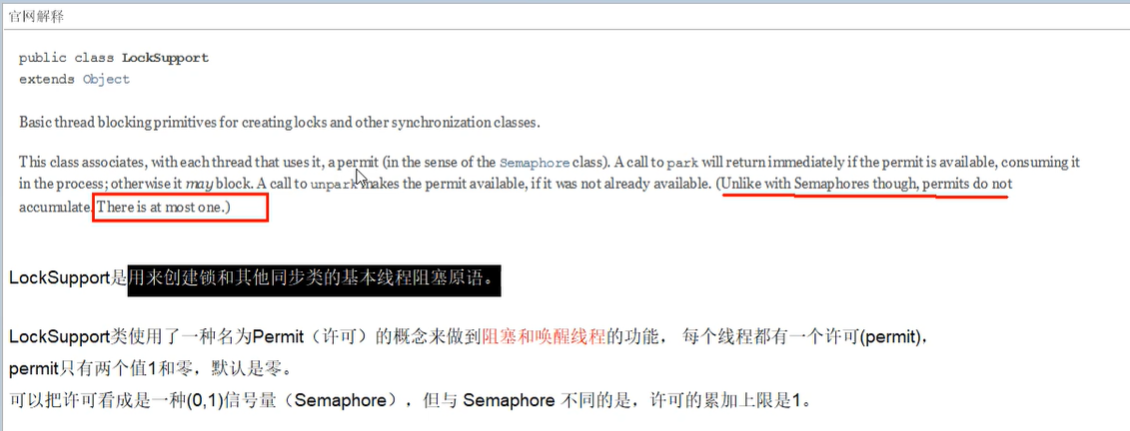 官网解释
public class LockSupport
extends Object
Basic thread blocking primitives for creating locks and other synchronization classes.
This class associates, with each thread that uses it, a permit (in the sense of the Semaphore class). A call to park will return immediately if the permit is available, consuming it
in the process; otherwise it may block. A call to unpark makes the permit available, if it was not already available. (Unlike with Semaphores though, permits do not
accumulate. There is at most one.)
LockSupport是用来创建锁和其他同步类的基本线程阻塞原语。
LockSupport类使用了一种名为Permit（许可）的概念来做到阻塞和唤醒线程的功能， 每个线程都有一个许可(permit)，
permit只有两个值1和零，默认是零。
可以把许可看成是一种(0,1)信号量（Semaphore），但与 Semaphore 不同的是，许可的累加上限是1。